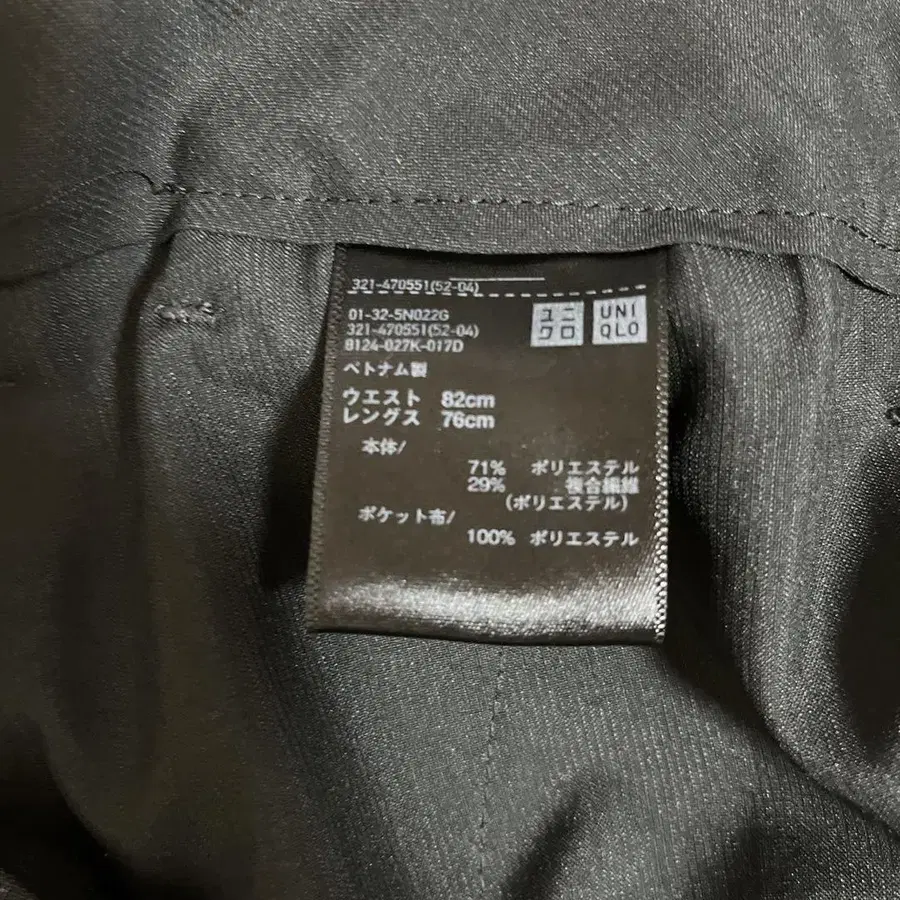 321-470551(52-04)
01-32-5N022G
321-470551(52-04)
8124-027K-017D
ユニ
クロ
UNI
QLO
ベトナム製
ウエスト 82cm
レングス 76cm
本体/
71% ポリエステル
29% 複合繊維
(ポリエステル)
ポケット布/
100% ポリエステル